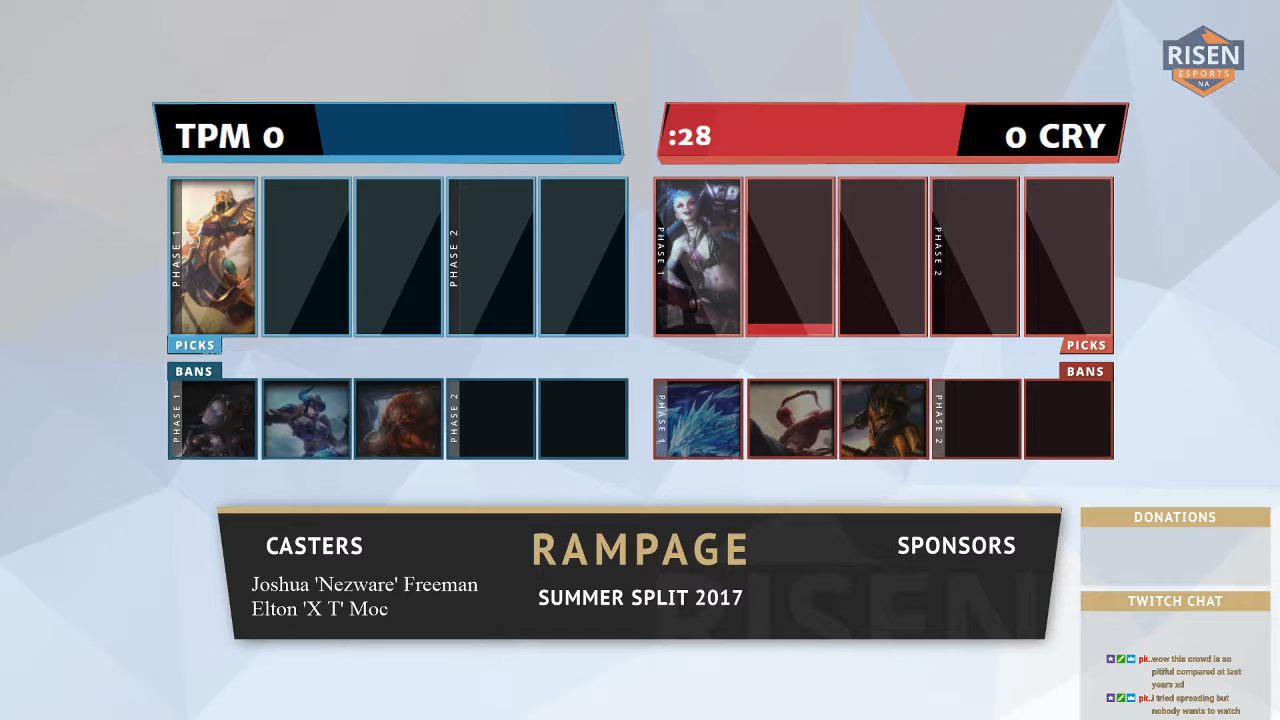 RISEN
ESPORTS
NA
TPM 0
:28
0 CRY
PHASE 1
PHASE 2
PHASE 1
PHASE 2
PICKS
PICKS
BANS
BANS
PHASE 1
PHASE 2
PHASE 1
PHASE 2
CASTERS
RAMPAGE
SPONSORS
Joshua 'Nezware' Freeman
Elton 'X T' Moc
SUMMER SPLIT 2017
RISEN
DONATIONS
TWITCH CHAT
pk..wow this crowd is so
pitiful compared ot last
years xd
pk..i tried spreading but
nobody wants to watch